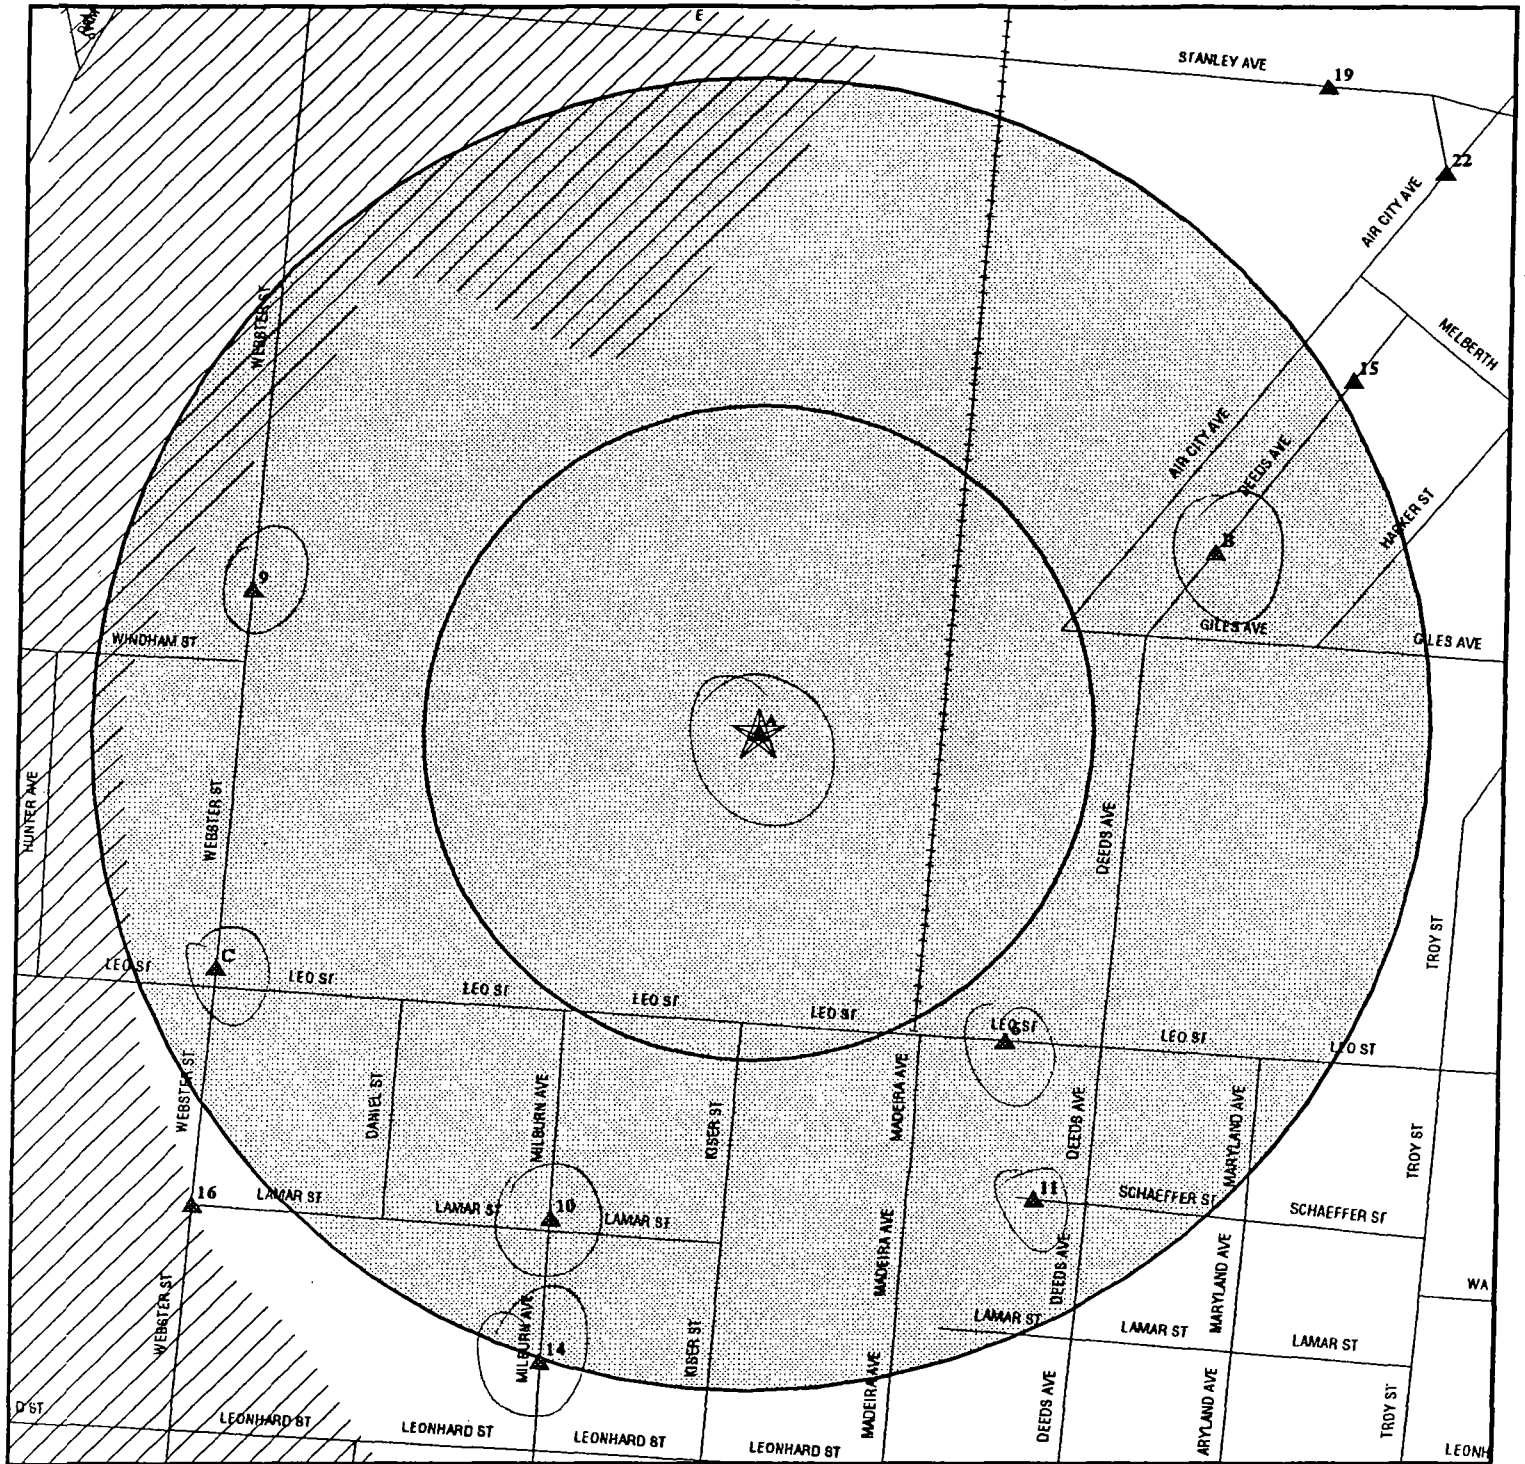 E
STANLEY AVE
19
22
AIR CITY AVE
WEBSTER ST
MELBERTH
15
AIR CITY AVE
DEEDS AVE
HARKER ST
B
9
GILES AVE
GILES AVE
WINDHAM ST
A
HUNTER AVE
WEBSTER ST
DEEDS AVE
TROY ST
C
LEO ST
LEO ST
LEO ST
LEO ST
LEO ST
LEO ST
LEO ST
LEO ST
WEBSTER ST
DANIEL ST
MILBURN AVE
KISER ST
MADEIRA AVE
DEEDS AVE
MARYLAND AVE
TROY ST
16
LAMAR ST
LAMAR ST
10
LAMAR ST
11
SCHAEFFER ST
SCHAEFFER ST
WEBSTER ST
MILBURN AVE
14
KISER ST
MADEIRA AVE
DEEDS AVE
MARYLAND AVE
WA
LAMAR ST
LAMAR ST
LAMAR ST
D ST
LEONHARD ST
LEONHARD ST
LEONHARD ST
LEONHARD ST
MADEIRA AVE
DEEDS AVE
ARYLAND AVE
TROY ST
LEONH